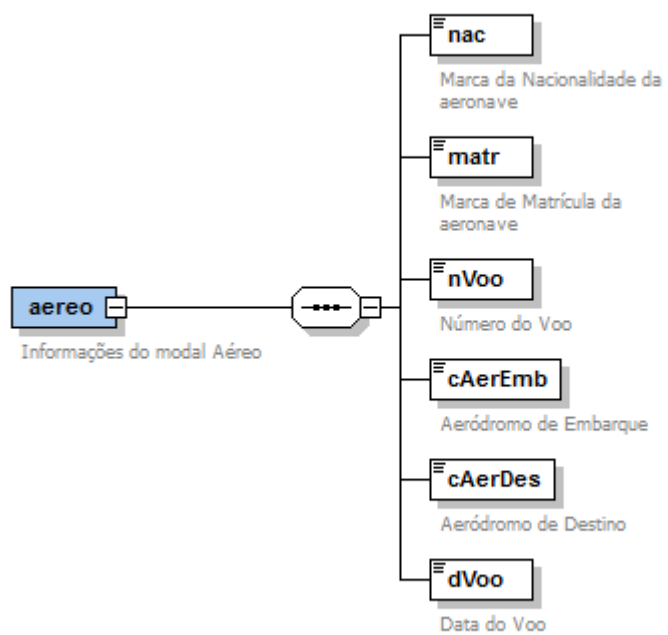 nac
Marca da Nacionalidade da
aeronave
matr
Marca de Matrícula da
aeronave
nVoo
Número do Voo
aereo
Informações do modal Aéreo
cAerEmb
Aeródromo de Embarque
cAerDes
Aeródromo de Destino
dVoo
Data do Voo